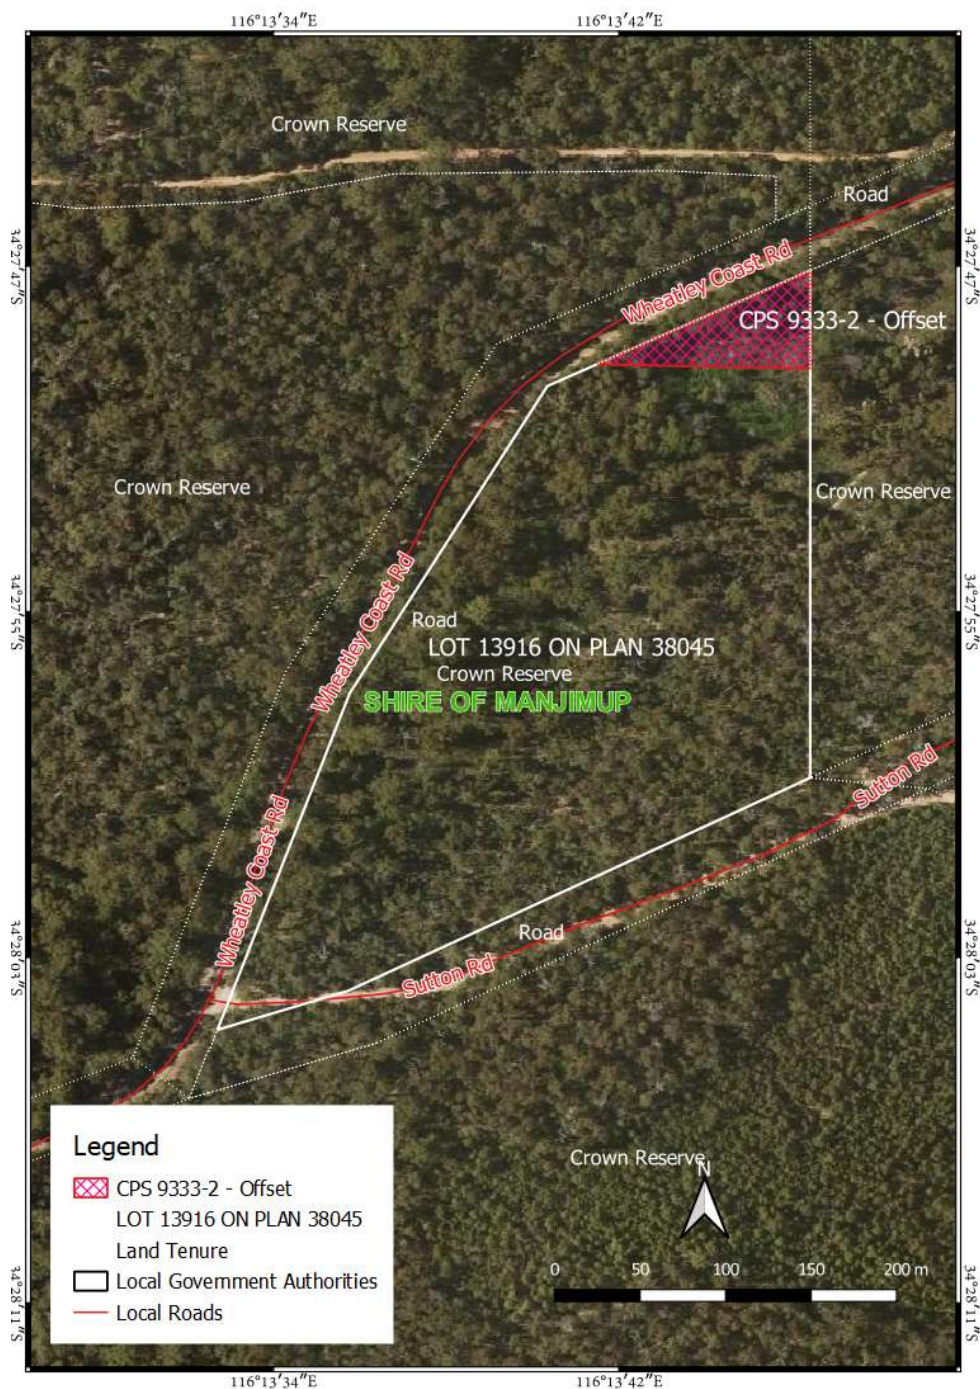 116°13'34"E
116°13'42"E
Crown Reserve
Road
34°27'47"S
34°27'47"S
Wheatley Coast Rd
CPS 9333-2 - Offset
Crown Reserve
Crown Reserve
Wheatley Coast Rd
34°27'55"S
34°27'55"S
Road
LOT 13916 ON PLAN 38045
Crown Reserve
SHIRE OF MANJIMUP
Sutton Rd
Wheatley Coast Rd
Road
34°28'03"S
34°28'03"S
Sutton Rd
Crown Reserve
N
Legend
CPS 9333-2 - Offset
LOT 13916 ON PLAN 38045
Land Tenure
Local Government Authorities
Local Roads
0 50 100 150 200 m
34°28'11"S
34°28'11"S
116°13'34"E
116°13'42"E